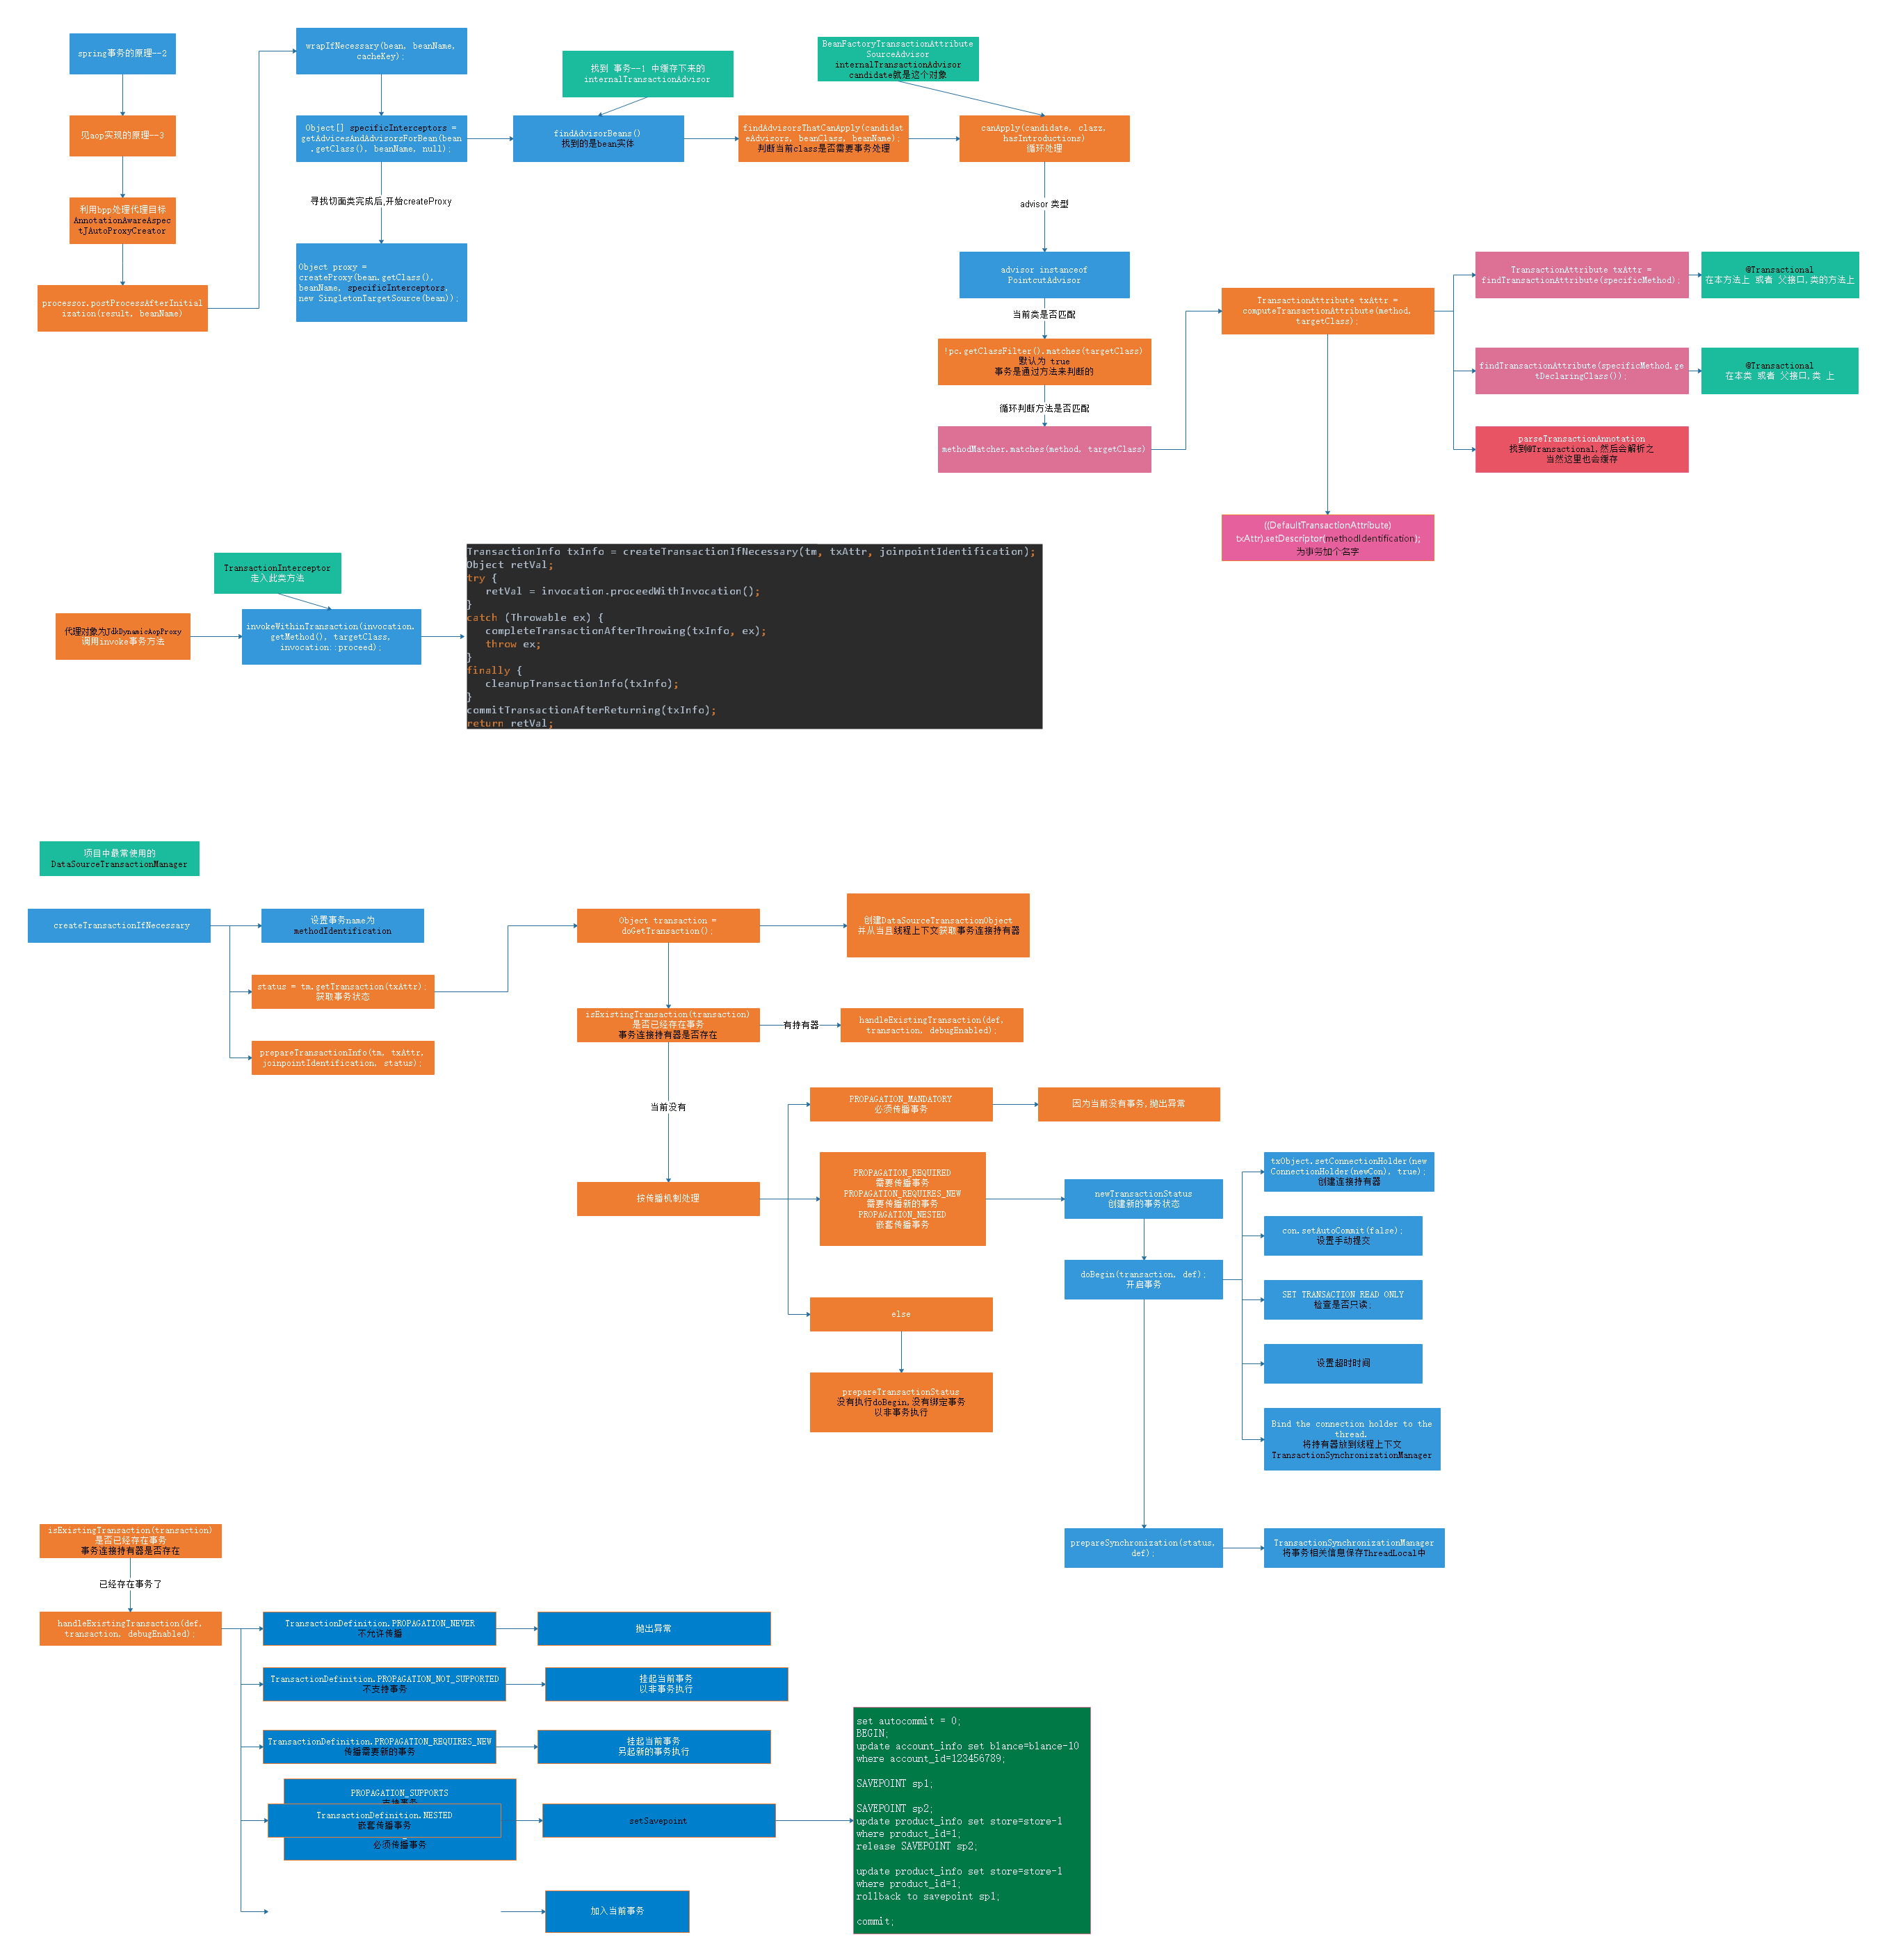 spring事务的原理--2
见aop实现的原理--3
利用bpp处理代理目标
AnnotationAwareAspec
tJAutoProxyCreator
processor.postProcessAfterInitial
ization(result, beanName)
wrapIfNecessary(bean, beanName,
cacheKey);
Object[] specificInterceptors =
getAdvicesAndAdvisorsForBean(bean
.getClass(), beanName, null);
寻找切面类完成后,开始createProxy
Object proxy =
createProxy(bean.getClass(),
beanName, specificInterceptors,
new SingletonTargetSource(bean));
找到 事务--1 中缓存下来的
internalTransactionAdvisor
findAdvisorBeans()
找到的是bean实体
findAdvisorsThatCanApply(candidat
eAdvisors, beanClass, beanName);
判断当前class是否需要事务处理
BeanFactoryTransactionAttribute
SourceAdvisor
internalTransactionAdvisor
candidate就是这个对象
canApply(candidate, clazz,
hasIntroductions)
循环处理
advisor 类型
advisor instanceof
PointcutAdvisor
当前类是否匹配
!pc.getClassFilter().matches(targetClass)
默认为 true
事务是通过方法来判断的
循环判断方法是否匹配
methodMatcher.matches(method, targetClass)
TransactionAttribute txAttr =
computeTransactionAttribute(method,
targetClass);
TransactionAttribute txAttr =
findTransactionAttribute(specificMethod);
@Transactional
在本方法上 或者 父接口,类的方法上
findTransactionAttribute(specificMethod.ge
tDeclaringClass());
@Transactional
在本类 或者 父接口,类 上
parseTransactionAnnotation
找到@Transactional,然后会解析之
当然这里也会缓存
((DefaultTransactionAttribute)
txAttr).setDescriptor(methodIdentification);
为事务加个名字
TransactionInterceptor
走入此类方法
代理对象为JdkDynamicAopProxy
调用invoke事务方法
invokeWithinTransaction(invocation.
getMethod(), targetClass,
invocation::proceed);
TransactionInfo txInfo = createTransactionIfNecessary(tm, txAttr, joinpointIdentification);
Object retVal;
try {
retVal = invocation.proceedWithInvocation();
}
catch (Throwable ex) {
completeTransactionAfterThrowing(txInfo, ex);
throw ex;
}
finally {
cleanupTransactionInfo(txInfo);
}
commitTransactionAfterReturning(txInfo);
return retVal;
项目中最常使用的
DataSourceTransactionManager
createTransactionIfNecessary
设置事务name为
methodIdentification
status = tm.getTransaction(txAttr);
获取事务状态
prepareTransactionInfo(tm, txAttr,
joinpointIdentification, status);
Object transaction =
doGetTransaction();
创建DataSourceTransactionObject
并从当且线程上下文获取事务连接持有器
isExistingTransaction(transaction)
是否已经存在事务
事务连接持有器是否存在
有持有器
handleExistingTransaction(def,
transaction, debugEnabled);
当前没有
按传播机制处理
PROPAGATION_MANDATORY
必须传播事务
因为当前没有事务,抛出异常
PROPAGATION_REQUIRED
需要传播事务
PROPAGATION_REQUIRES_NEW
需要传播新的事务
PROPAGATION_NESTED
嵌套传播事务
newTransactionStatus
创建新的事务状态
doBegin(transaction, def);
开启事务
else
prepareTransactionStatus
没有执行doBegin,没有绑定事务
以非事务执行
txObject.setConnectionHolder(new
ConnectionHolder(newCon), true);
创建连接持有器
con.setAutoCommit(false);
设置手动提交
SET TRANSACTION READ ONLY
检查是否只读;
设置超时时间
Bind the connection holder to the
thread.
将持有器放到线程上下文
TransactionSynchronizationManager
prepareSynchronization(status,
def);
TransactionSynchronizationManager
将事务相关信息保存ThreadLocal中
isExistingTransaction(transaction)
是否已经存在事务
事务连接持有器是否存在
已经存在事务了
handleExistingTransaction(def,
transaction, debugEnabled);
TransactionDefinition.PROPAGATION_NEVER
不允许传播
抛出异常
TransactionDefinition.PROPAGATION_NOT_SUPPORTED
不支持事务
挂起当前事务
以非事务执行
TransactionDefinition.PROPAGATION_REQUIRES_NEW
传播需要新的事务
挂起当前事务
另起新的事务执行
PROPAGATION_SUPPORTS
TransactionDefinition.NESTED
嵌套传播事务
必须传播事务
setSavepoint
加入当前事务
set autocommit = 0;
BEGIN;
update account_info set blance=blance-10
where account_id=123456789;
SAVEPOINT sp1;
SAVEPOINT sp2;
update product_info set store=store-1
where product_id=1;
release SAVEPOINT sp2;
update product_info set store=store-1
where product_id=1;
rollback to savepoint sp1;
commit;